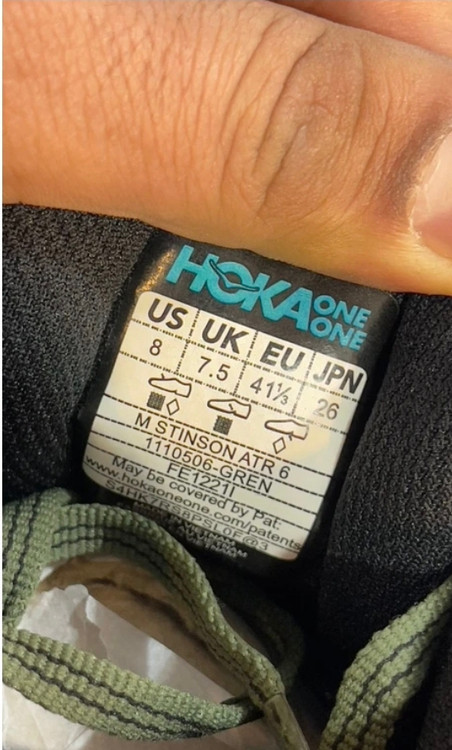 HOKA ONE ONE
US UK EU JPN
8 7.5 41⅓ 26
M STINSON ATR 6
1110506-GREN
FE1221I
May be covered by Pat:
www.hokaoneone.com/patents